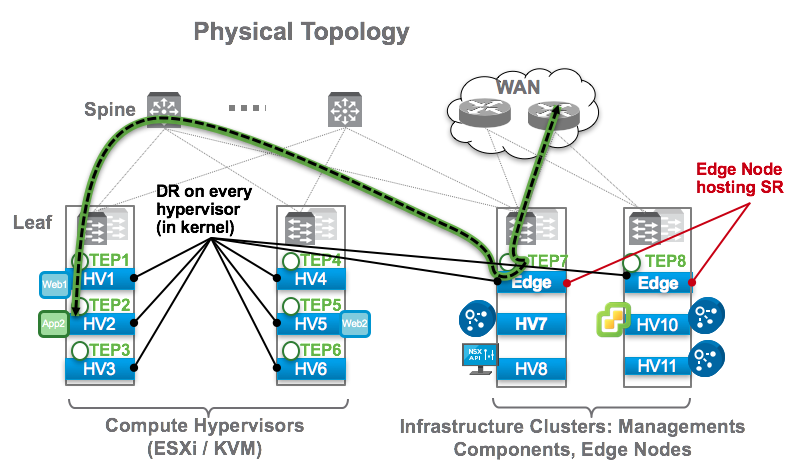 Physical Topology
Spine
WAN
Edge Node
hosting SR
DR on every
hypervisor
(in kernel)
Leaf
TEP1
TEP4
TEP7
TEP8
Web1
HV1
HV4
Edge
Edge
TEP2
TEP5
App2
HV2
HV5
Web2
HV7
HV10
TEP3
TEP6
NSX
API
HV3
HV6
HV8
HV11
Compute Hypervisors
(ESXi / KVM)
Infrastructure Clusters: Managements
Components, Edge Nodes